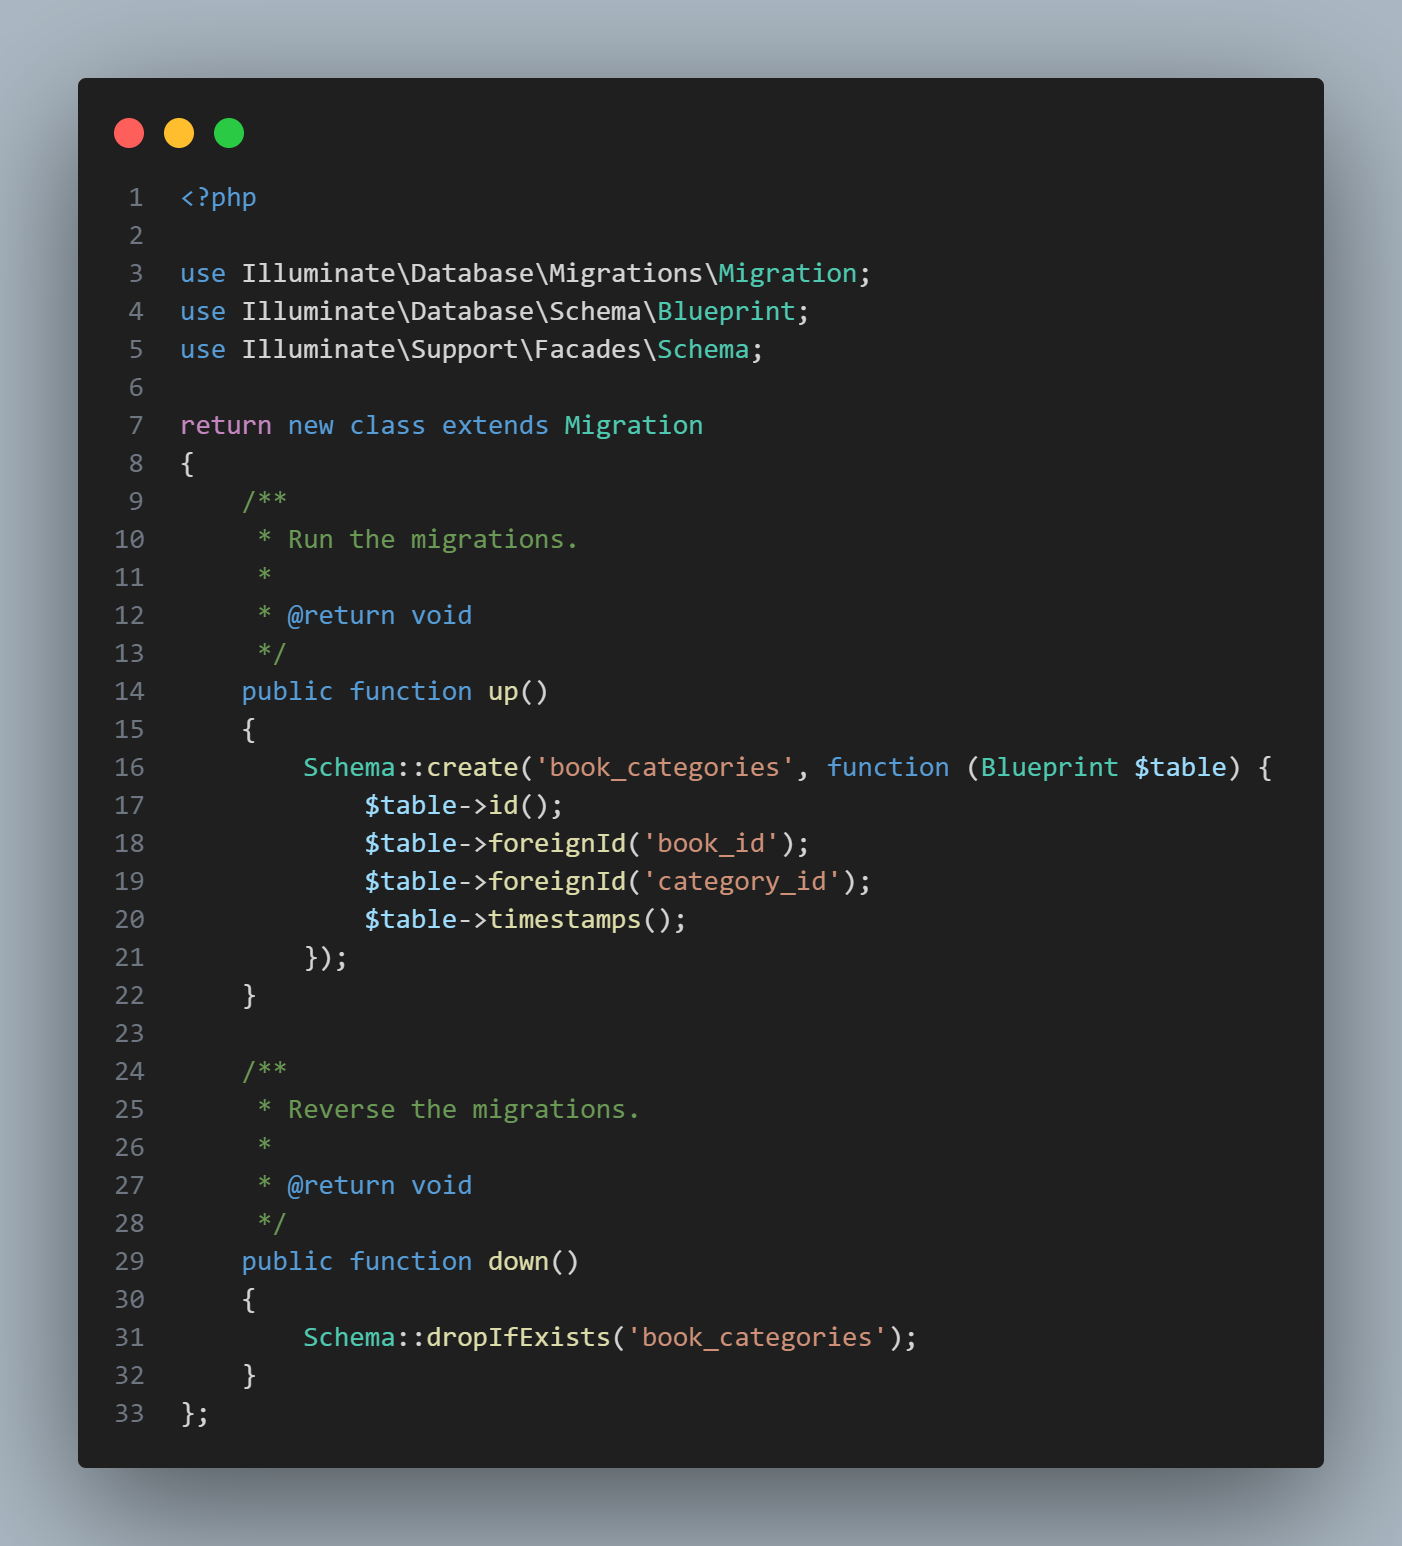 1 <?php
2
3 use Illuminate\Database\Migrations\Migration;
4 use Illuminate\Database\Schema\Blueprint;
5 use Illuminate\Support\Facades\Schema;
6
7 return new class extends Migration
8 {
9     /**
10      * Run the migrations.
11      *
12      * @return void
13      */
14     public function up()
15     {
16         Schema::create('book_categories', function (Blueprint $table) {
17             $table->id();
18             $table->foreignId('book_id');
19             $table->foreignId('category_id');
20             $table->timestamps();
21         });
22     }
23
24     /**
25      * Reverse the migrations.
26      *
27      * @return void
28      */
29     public function down()
30     {
31         Schema::dropIfExists('book_categories');
32     }
33 };